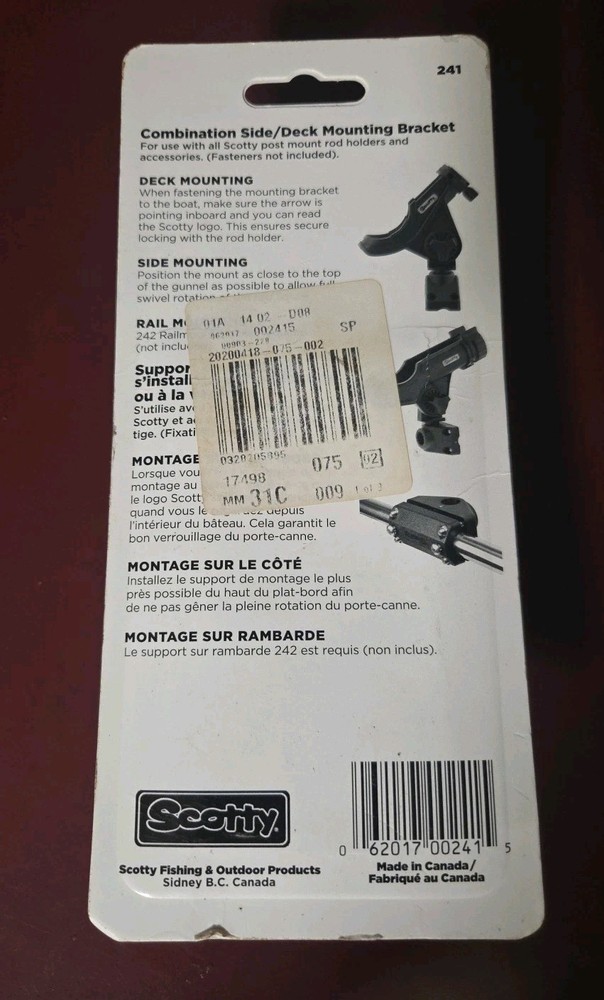 241
Combination Side/Deck Mounting Bracket
For use with all Scotty post mount rod holders and
accessories. (Fasteners not included).
DECK MOUNTING
When fastening the mounting bracket
to the boat, make sure the arrow is
pointing inboard and you can read
the Scotty logo. This ensures secure
locking with the rod holder.
SIDE MOUNTING
Position the mount as close to the top
of the gunnel as possible to allow full
swivel rotation of
RAIL M
242 Railm
(not inclu
Suppor
s'install
ou à la
S'utilise av
Scotty et a
tige. (Fixati
01A 14 02 D08
002415 SP
20200418-075-002
075 02
17498
MM 31C 009 1 of
MONTAGE
Lorsque vou
montage au
le logo Scott
quand vous le depuis
l'intérieur du bâteau. Cela garantit le
bon verrouillage du porte-canne.
MONTAGE SUR LE CÔTÉ
Installez le support de montage le plus
près possible du haut du plat-bord afin
de ne pas gêner la pleine rotation du porte-canne.
MONTAGE SUR RAMBARDE
Le support sur rambarde 242 est requis (non inclus).
Scotty
Scotty Fishing & Outdoor Products
Sidney B.C. Canada
0 62017 00241 5
Made in Canada/
Fabriqué au Canada